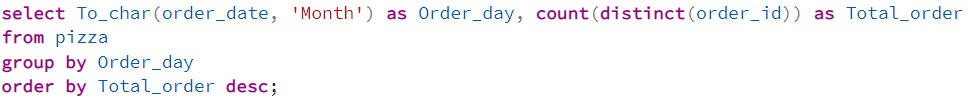 select To_char(order_date, 'Month') as Order_day, count(distinct(order_id)) as Total_order
from pizza
group by Order_day
order by Total_order desc;